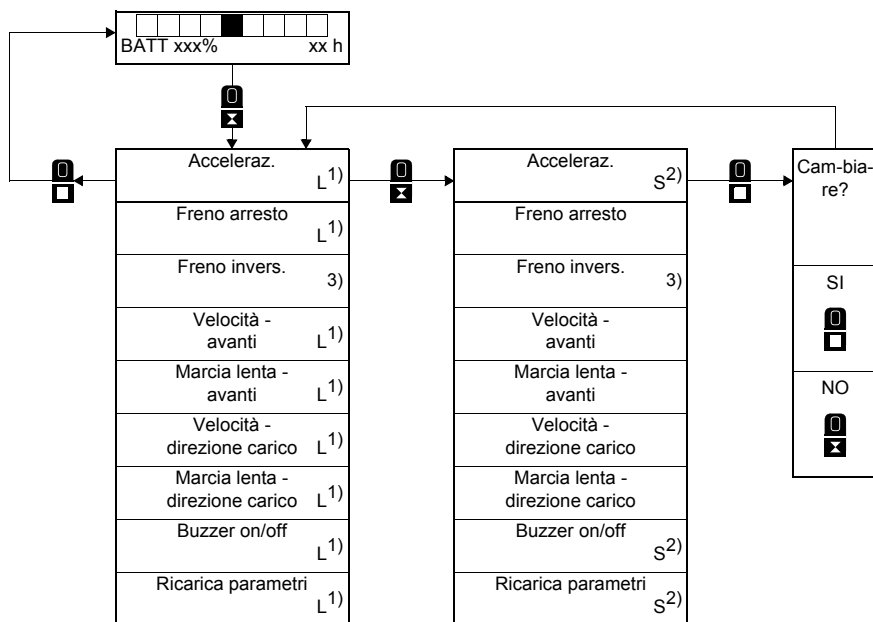 BATT xxx% xx h
Acceleraz.
L1)
Freno arresto
L1)
Freno invers.
3)
Velocità -
avanti L1)
Marcia lenta -
avanti L1)
Velocità -
direzione carico L1)
Marcia lenta -
direzione carico L1)
Buzzer on/off
L1)
Ricarica parametri
L1)
Acceleraz.
S2)
Freno arresto
Freno invers.
3)
Velocità -
avanti
Marcia lenta -
avanti
Velocità -
direzione carico
Marcia lenta -
direzione carico
Buzzer on/off
S2)
Ricarica parametri
S2)
Cam-bia-
re?
SI
NO